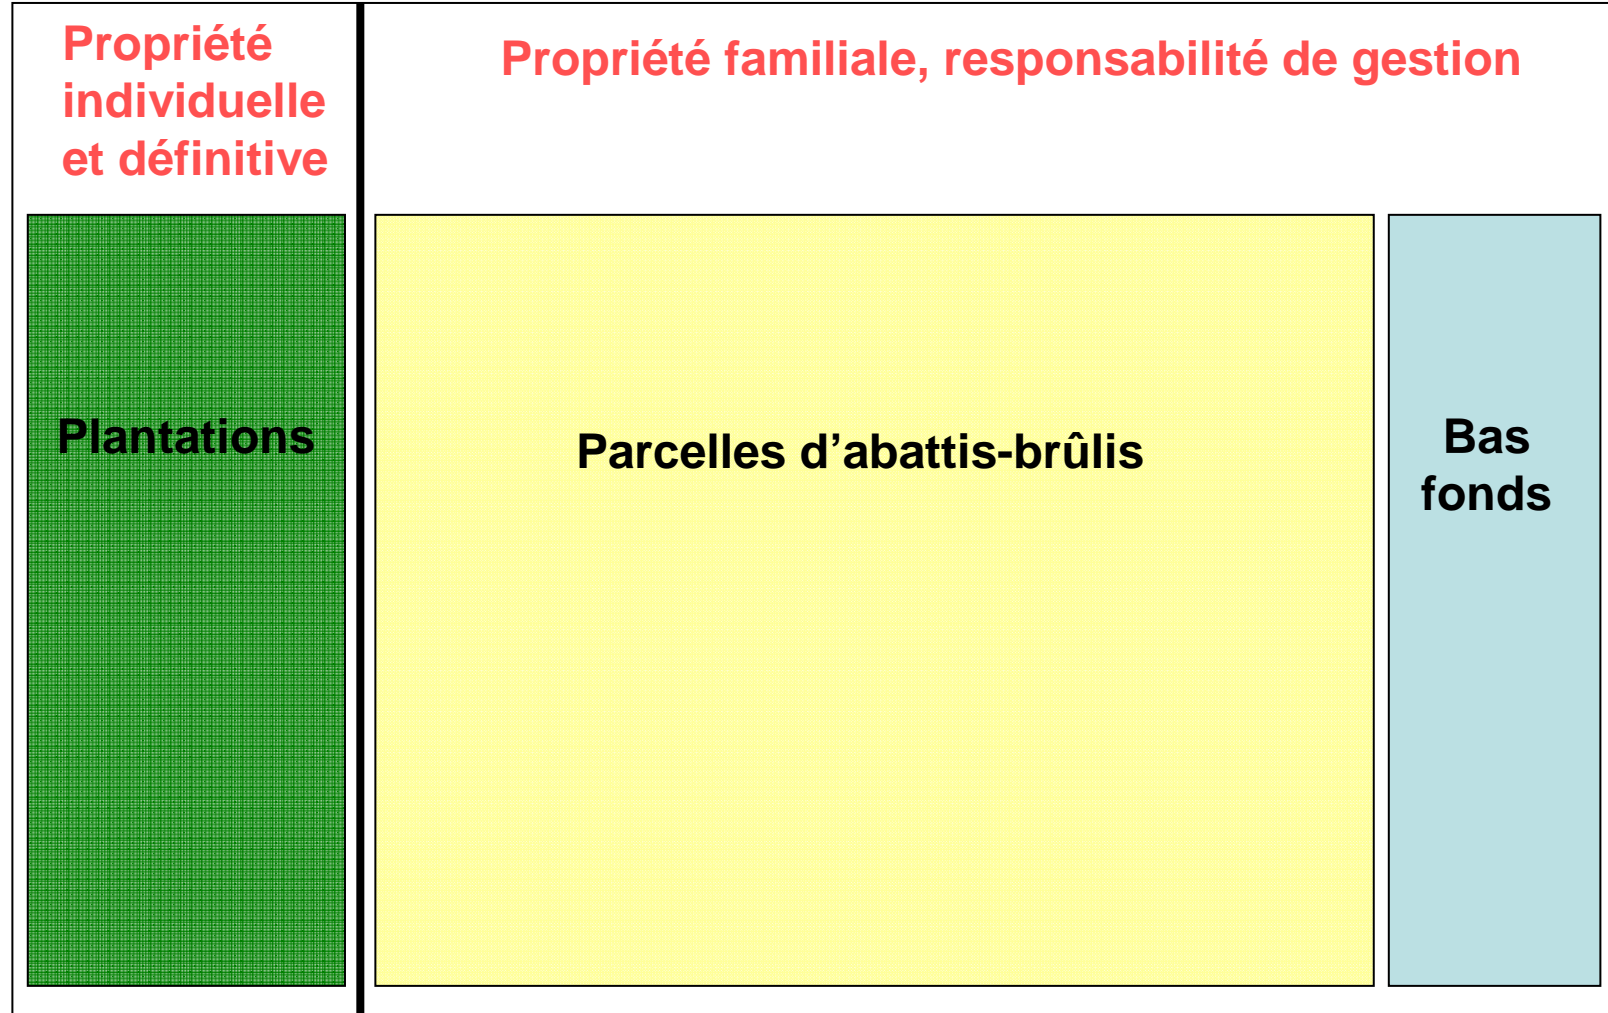 Propriété
individuelle
et définitive
Propriété familiale, responsabilité de gestion
Plantations
Parcelles d’abattis-brûlis
Bas
fonds